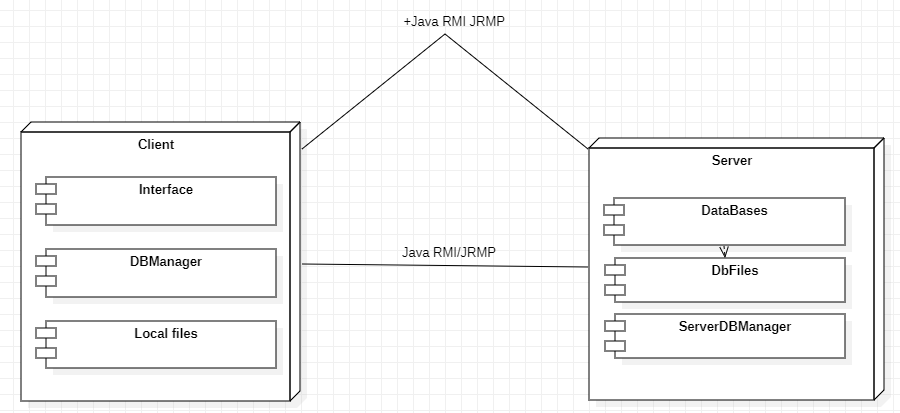 +Java RMI JRMP
Client
Interface
DBManager
Local files
Java RMI/JRMP
Server
DataBases
DbFiles
ServerDBManager